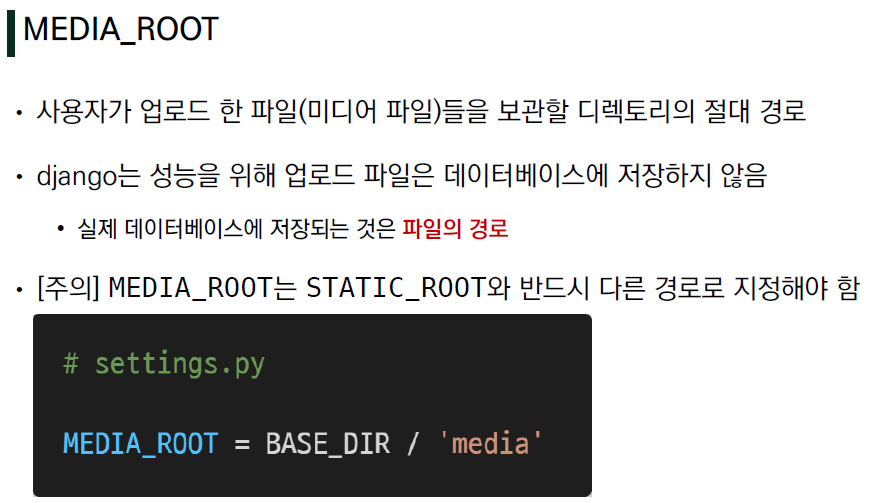 MEDIA_ROOT
• 사용자가 업로드 한 파일(미디어 파일)들을 보관할 디렉토리의 절대 경로
• django는 성능을 위해 업로드 파일은 데이터베이스에 저장하지 않음
• 실제 데이터베이스에 저장되는 것은 파일의 경로
• [주의] MEDIA_ROOT는 STATIC_ROOT와 반드시 다른 경로로 지정해야 함
# settings.py
MEDIA_ROOT = BASE_DIR / 'media'